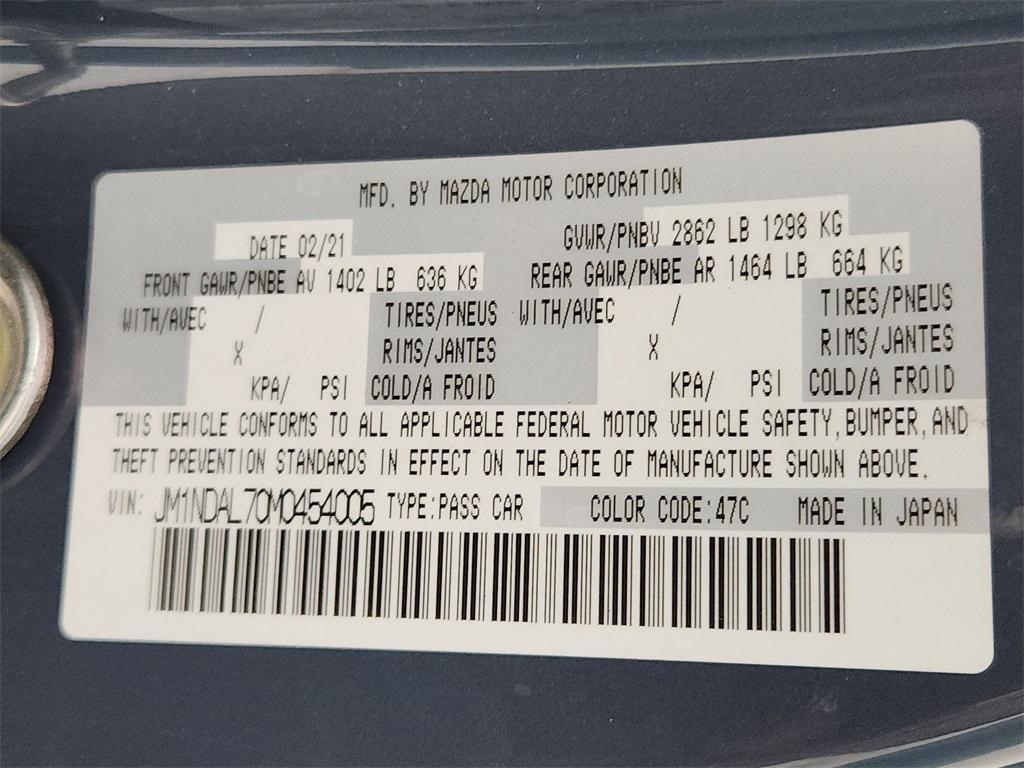 MFD. BY MAZDA MOTOR CORPORATION
DATE 02/21 GVWR/PNBV 2862 LB 1298 KG
FRONT GAWR/PNBE AV 1402 LB 636 KG REAR GAWR/PNBE AR 1464 LB 664 KG
WITH/AVEC / TIRES/PNEUS WITH/AVEC / TIRES/PNEUS
X RIMS/JANTES X RIMS/JANTES
KPA/ PSI COLD/A FROID KPA/ PSI COLD/A FROID
THIS VEHICLE CONFORMS TO ALL APPLICABLE FEDERAL MOTOR VEHICLE SAFETY, BUMPER, AND
THEFT PREVENTION STANDARDS IN EFFECT ON THE DATE OF MANUFACTURE SHOWN ABOVE.
VIN: JM1NDAL70M0454005 TYPE:PASS CAR COLOR CODE:47C MADE IN JAPAN